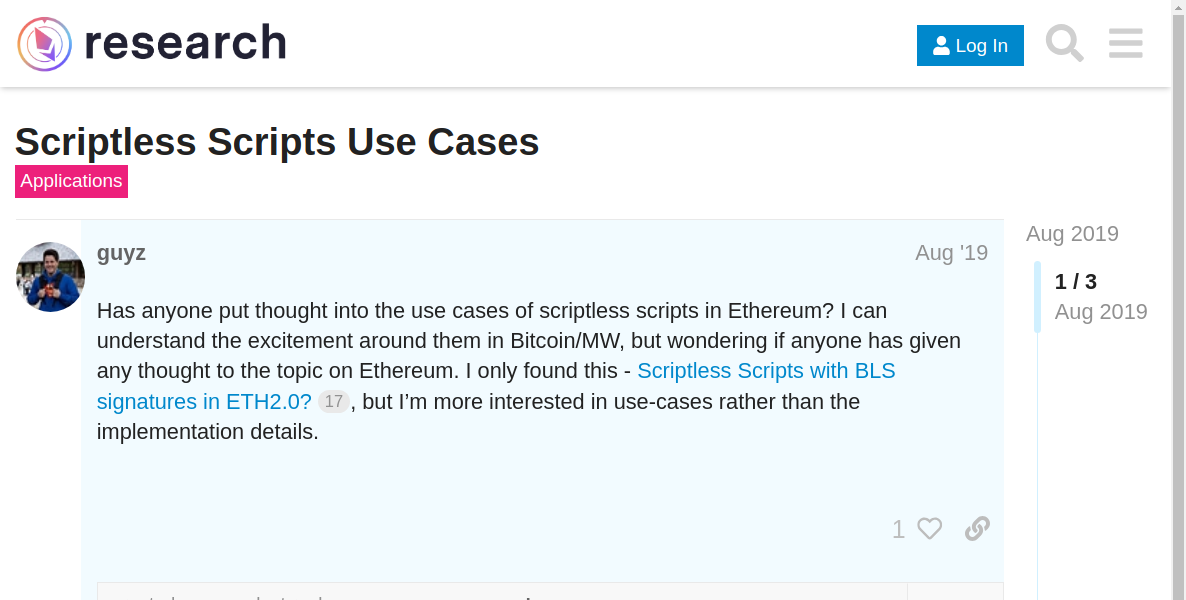 research
Log In
Scriptless Scripts Use Cases
Applications
guyz
Aug '19
Has anyone put thought into the use cases of scriptless scripts in Ethereum? I can
understand the excitement around them in Bitcoin/MW, but wondering if anyone has given
any thought to the topic on Ethereum. I only found this - Scriptless Scripts with BLS
signatures in ETH2.0? 17 , but I’m more interested in use-cases rather than the
implementation details.
1
Aug 2019
1 / 3
Aug 2019